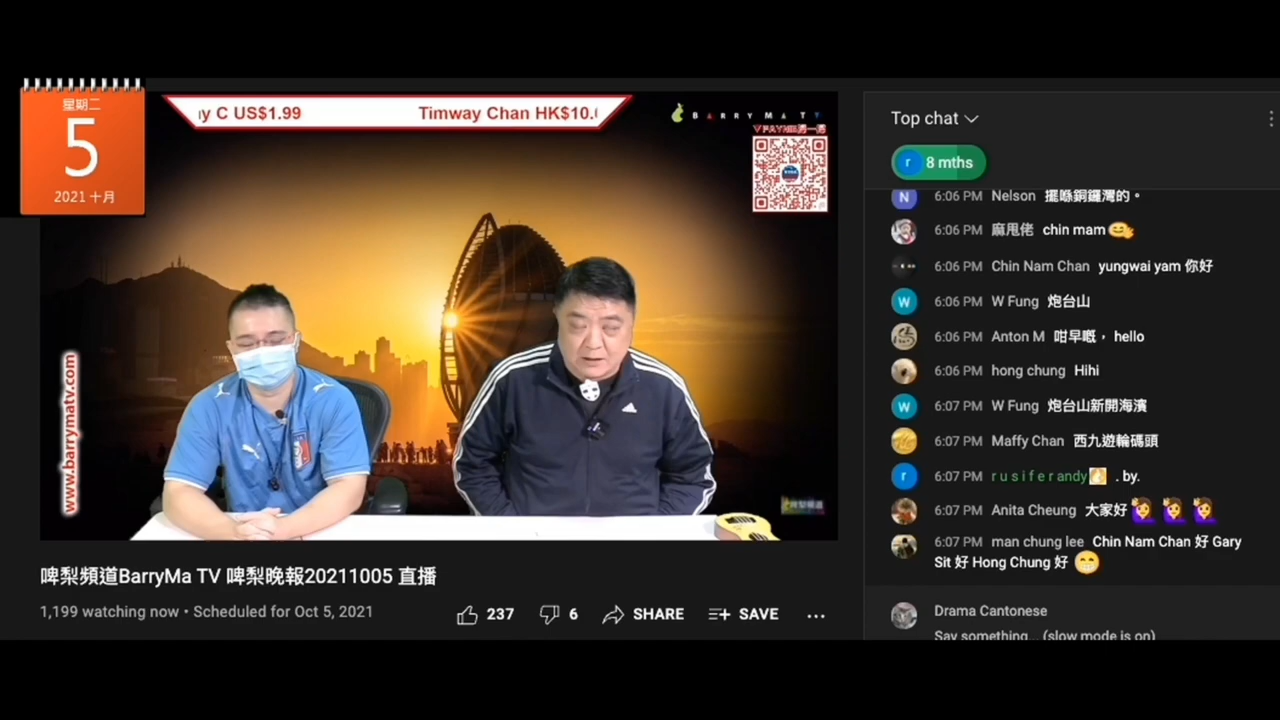 星期二
5
2021 十月
y C US$1.99
Timway Chan HK$10.
BARRYMATV
www.barrymatv.com
啤梨頻道
啤梨頻道BarryMa TV 啤梨晚報20211005 直播
1,199 watching now • Scheduled for Oct 5, 2021
237
6
SHARE
SAVE
Top chat
r 8 mths
N 6:06 PM Nelson 擺喺銅鑼灣的。
6:06 PM 麻甩佬 chin mam
6:06 PM Chin Nam Chan yungwai yam 你好
W 6:06 PM W Fung 炮台山
6:06 PM Anton M 咁早嘅， hello
6:06 PM hong chung Hihi
W 6:07 PM W Fung 炮台山新開海濱
6:07 PM Maffy Chan 西九遊輪碼頭
r 6:07 PM r u s i f e r andy . by.
6:07 PM Anita Cheung 大家好
6:07 PM man chung lee Chin Nam Chan 好 Gary
Sit 好 Hong Chung 好
Drama Cantonese
Say something... (slow mode is on)